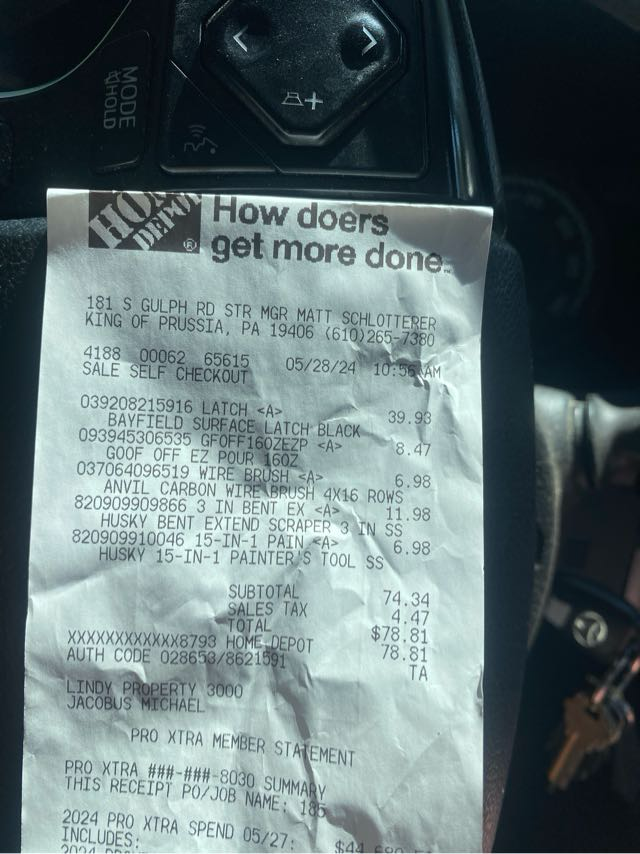 MODE
HOLD
+
HOME
DEPOT
®
How doers
get more done™
181 S GULPH RD STR MGR MATT SCHLOTTERER
KING OF PRUSSIA, PA 19406 (610)265-7380
4188 00062 65615 05/28/24 10:56 AM
SALE SELF CHECKOUT
039208215916 LATCH <A> 39.93
BAYFIELD SURFACE LATCH BLACK
093945306535 GFOFF16OZEZP <A> 8.47
GOOF OFF EZ POUR 16OZ
037064096519 WIRE BRUSH <A> 6.98
ANVIL CARBON WIRE BRUSH 4X16 ROWS
820909909866 3 IN BENT EX <A> 11.98
HUSKY BENT EXTEND SCRAPER 3 IN SS
820909910046 15-IN-1 PAIN <A> 6.98
HUSKY 15-IN-1 PAINTER'S TOOL SS
SUBTOTAL 74.34
SALES TAX 4.47
TOTAL $78.81
XXXXXXXXXXXX8793 HOME DEPOT 78.81
AUTH CODE 028653/8621591 TA
LINDY PROPERTY 3000
JACOBUS MICHAEL
PRO XTRA MEMBER STATEMENT
PRO XTRA ###-###-8030 SUMMARY
THIS RECEIPT PO/JOB NAME: 185
2024 PRO XTRA SPEND 05/27:
INCLUDES: